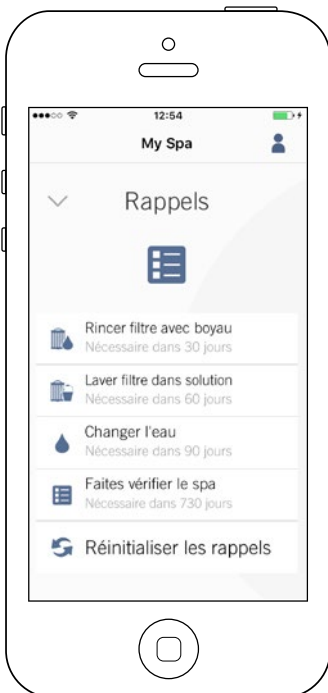 12:54
My Spa
Rappels
Rincer filtre avec boyau
Nécessaire dans 30 jours
Laver filtre dans solution
Nécessaire dans 60 jours
Changer l'eau
Nécessaire dans 90 jours
Faites vérifier le spa
Nécessaire dans 730 jours
Réinitialiser les rappels